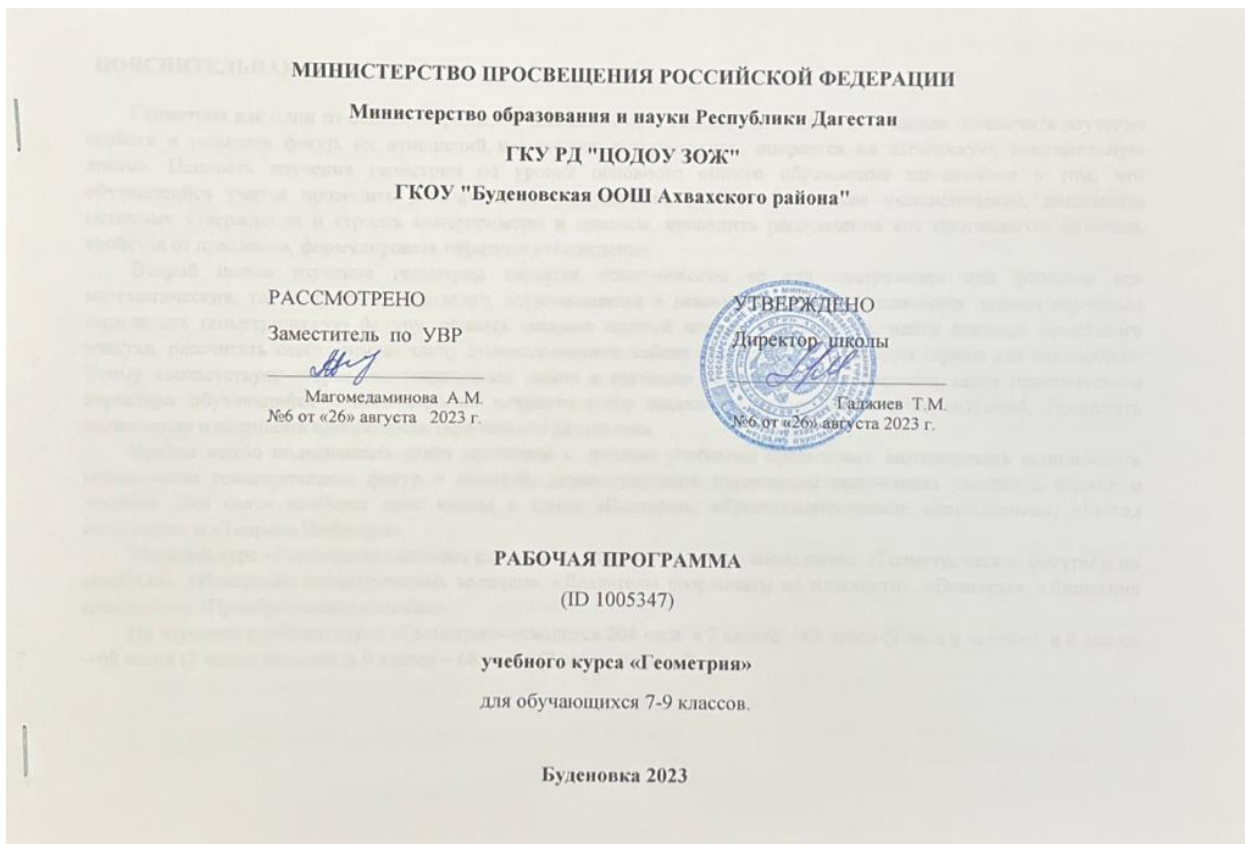 МИНИСТЕРСТВО ПРОСВЕЩЕНИЯ РОССИЙСКОЙ ФЕДЕРАЦИИ
Министерство образования и науки Республики Дагестан
ГКУ РД "ЦОДОУ ЗОЖ"
ГКОУ "Буденовская ООШ Ахвахского района"
РАССМОТРЕНО
Заместитель по УВР
Магомедаминова А.М.
№6 от «26» августа 2023 г.
УТВЕРЖДЕНО
Директор школы
Гаджиев Т.М.
№6 от «26» августа 2023 г.
РАБОЧАЯ ПРОГРАММА
(ID 1005347)
учебного курса «Геометрия»
для обучающихся 7-9 классов.
Буденовка 2023